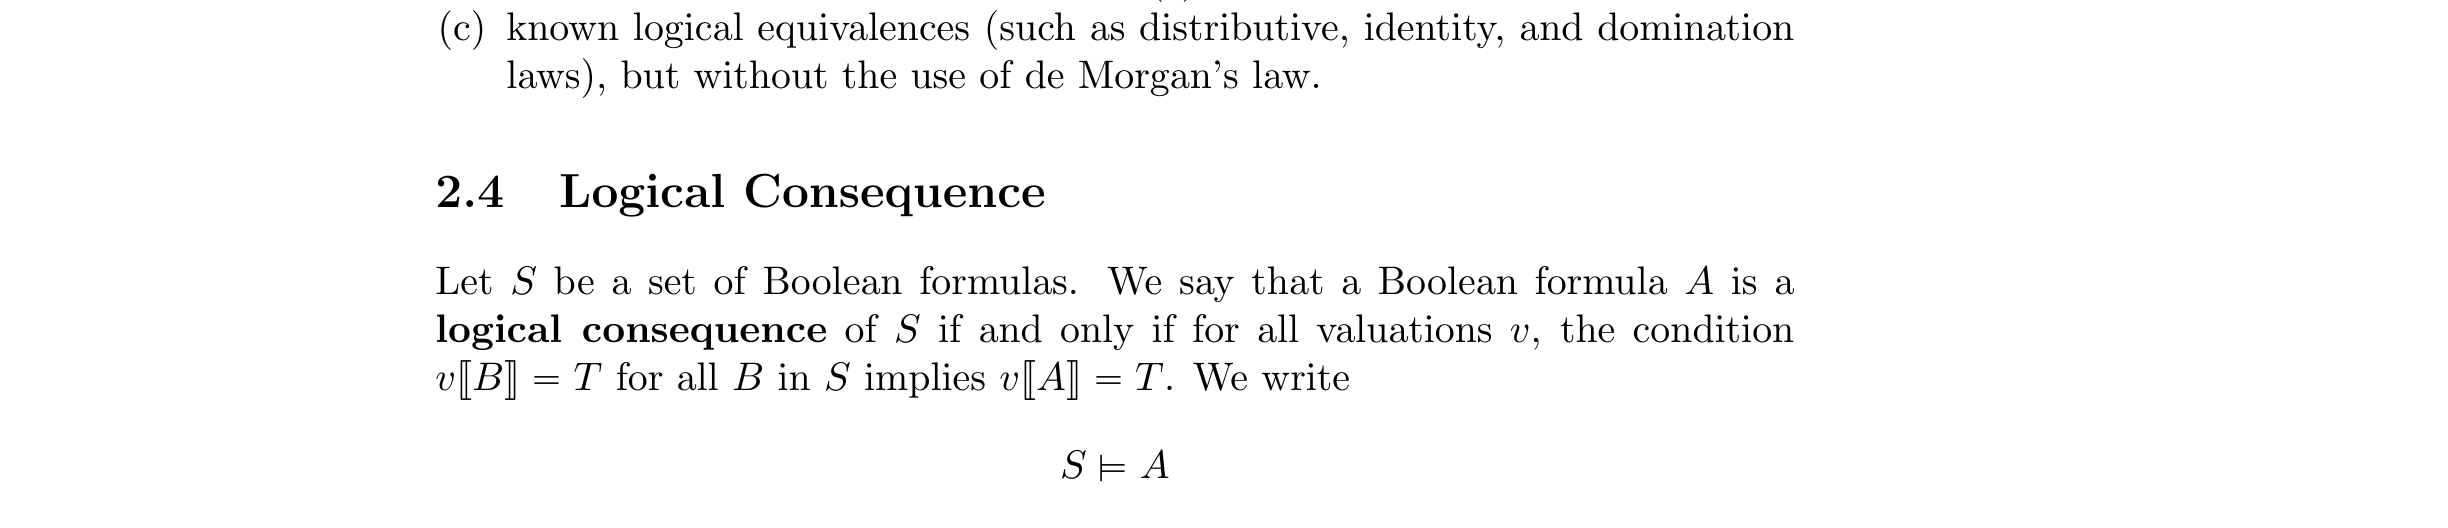 (c) known logical equivalences (such as distributive, identity, and domination
laws), but without the use of de Morgan’s law.
2.4 Logical Consequence
Let S be a set of Boolean formulas. We say that a Boolean formula A is a
logical consequence of S if and only if for all valuations v, the condition
v⟦B⟧ = T for all B in S implies v⟦A⟧ = T. We write
S ⊨ A